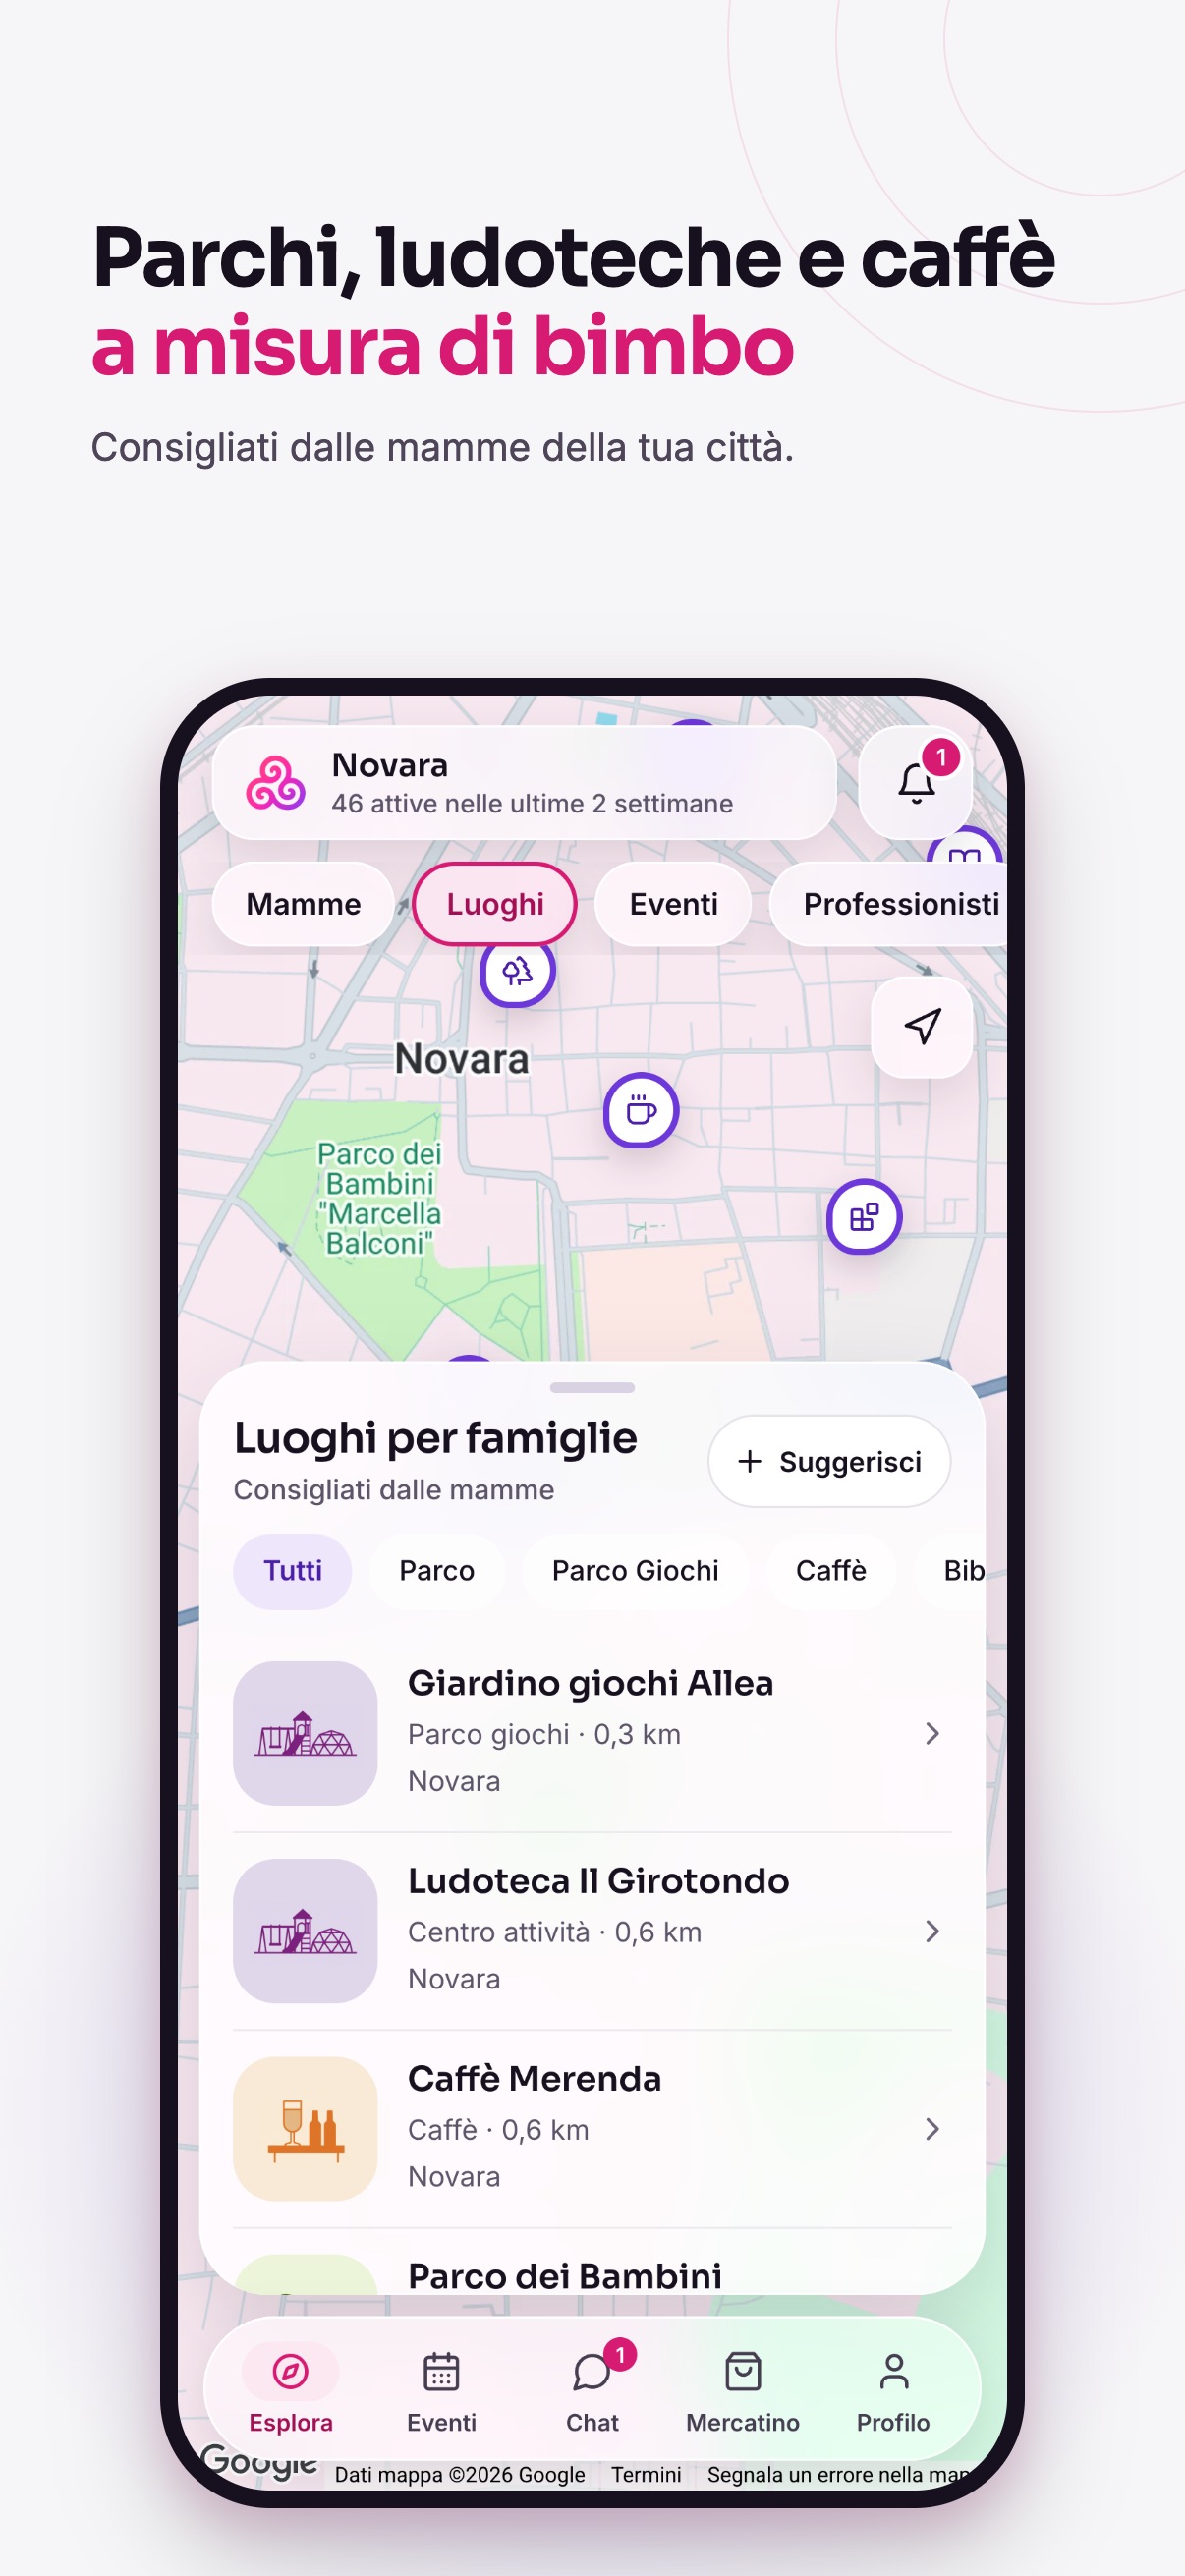 Parchi, ludoteche e caffè
a misura di bimbo
Consigliati dalle mamme della tua città.
Novara
46 attive nelle ultime 2 settimane
1
Mamme
Luoghi
Eventi
Professionisti
Novara
Parco dei
Bambini
"Marcella
Balconi"
Luoghi per famiglie
Consigliati dalle mamme
+ Suggerisci
Tutti
Parco
Parco Giochi
Caffè
Bib
Giardino giochi Allea
Parco giochi · 0,3 km
Novara
Ludoteca Il Girotondo
Centro attività · 0,6 km
Novara
Caffè Merenda
Caffè · 0,6 km
Novara
Parco dei Bambini
1
Esplora
Eventi
Chat
Mercatino
Profilo
Google
Dati mappa ©2026 Google
Termini
Segnala un errore nella map